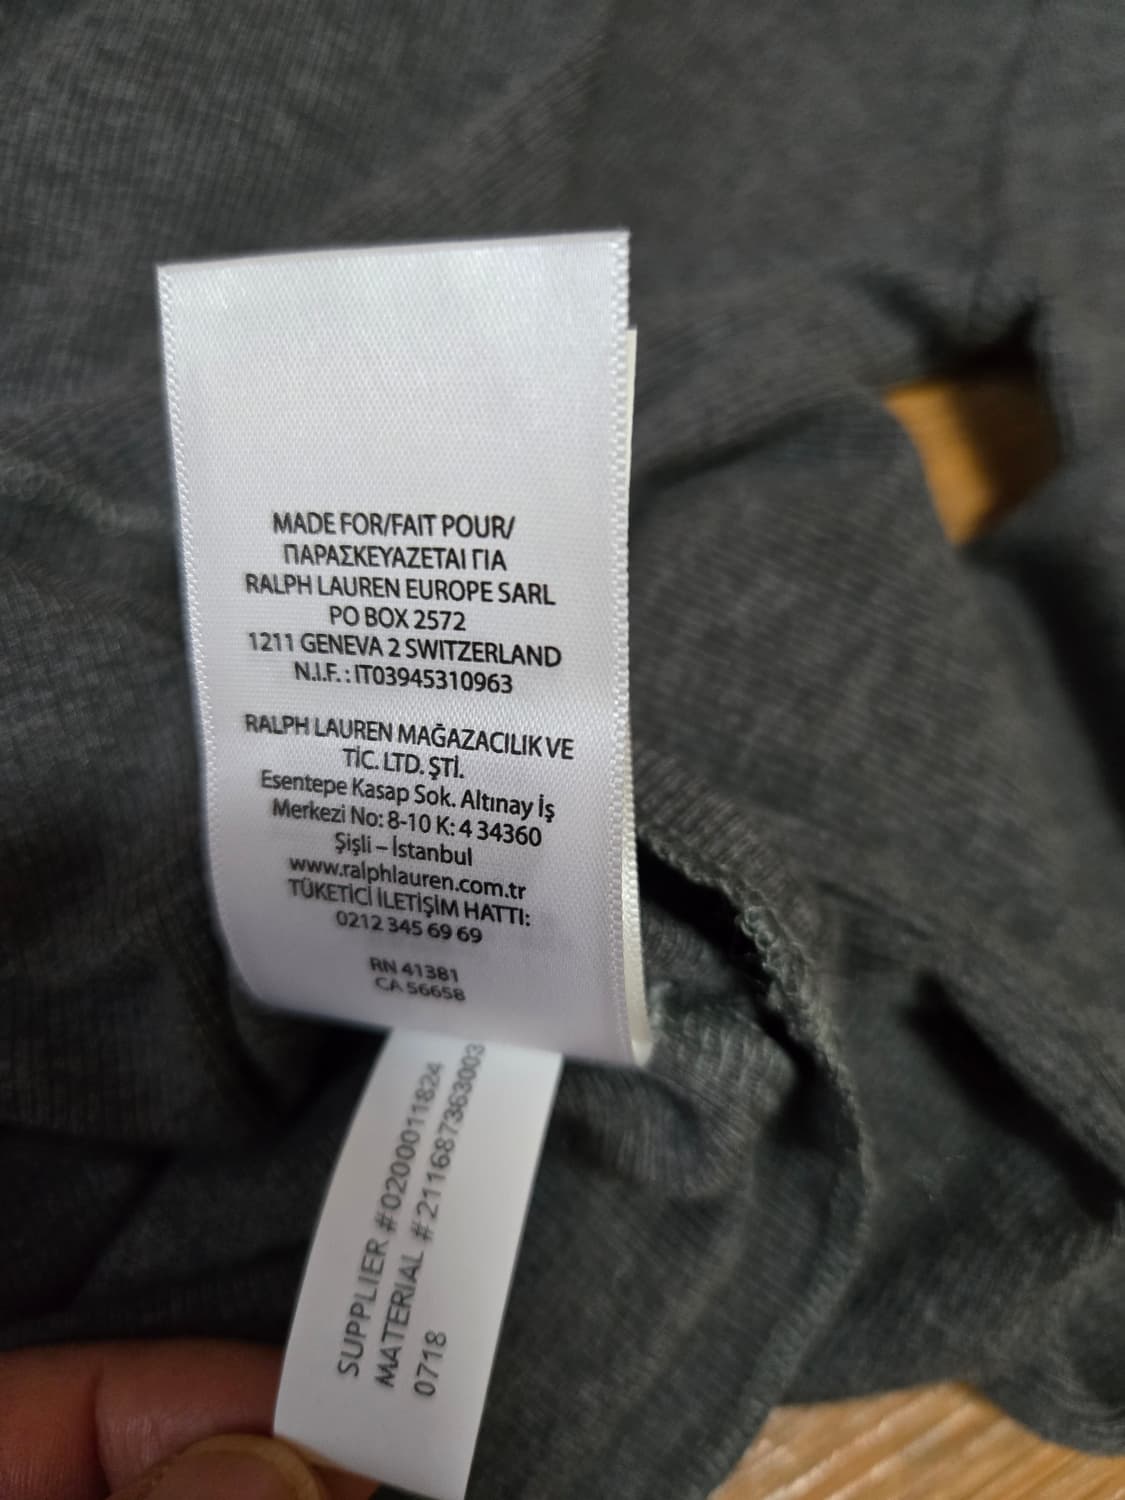 MADE FOR/FAIT POUR/
ΠΑΡΑΣΚΕΥΑΖΕΤΑΙ ΓΙΑ
RALPH LAUREN EUROPE SARL
PO BOX 2572
1211 GENEVA 2 SWITZERLAND
N.I.F. : IT03945310963
RALPH LAUREN MAĞAZACILIK VE
TİC. LTD. ŞTİ.
Esentepe Kasap Sok. Altınay İş
Merkezi No: 8-10 K: 4 34360
Şişli – İstanbul
www.ralphlauren.com.tr
TÜKETİCİ İLETİŞİM HATTI:
0212 345 69 69
RN 41381
CA 56658
SUPPLIER #0200011824
MATERIAL #211687363003
0718